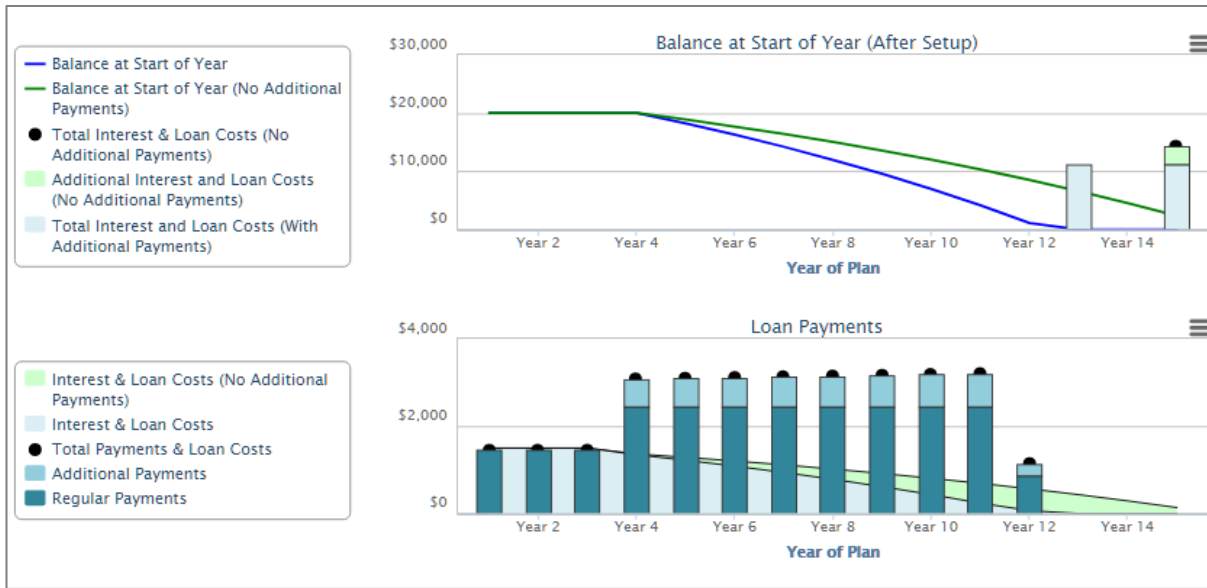 Balance at Start of Year
Balance at Start of Year (No Additional
Payments)
Total Interest & Loan Costs (No
Additional Payments)
Additional Interest and Loan Costs
(No Additional Payments)
Total Interest and Loan Costs (With
Additional Payments)
Balance at Start of Year (After Setup)
$30,000
$20,000
$10,000
$0
Year 2 Year 4 Year 6 Year 8 Year 10 Year 12 Year 14
Year of Plan
Interest & Loan Costs (No Additional
Payments)
Interest & Loan Costs
Total Payments & Loan Costs
Additional Payments
Regular Payments
Loan Payments
$4,000
$2,000
$0
Year 2 Year 4 Year 6 Year 8 Year 10 Year 12 Year 14
Year of Plan